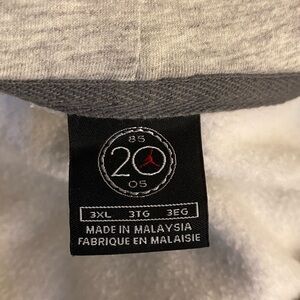 85
20
05
3XL 3TG 3EG
MADE IN MALAYSIA
FABRIQUE EN MALAISIE